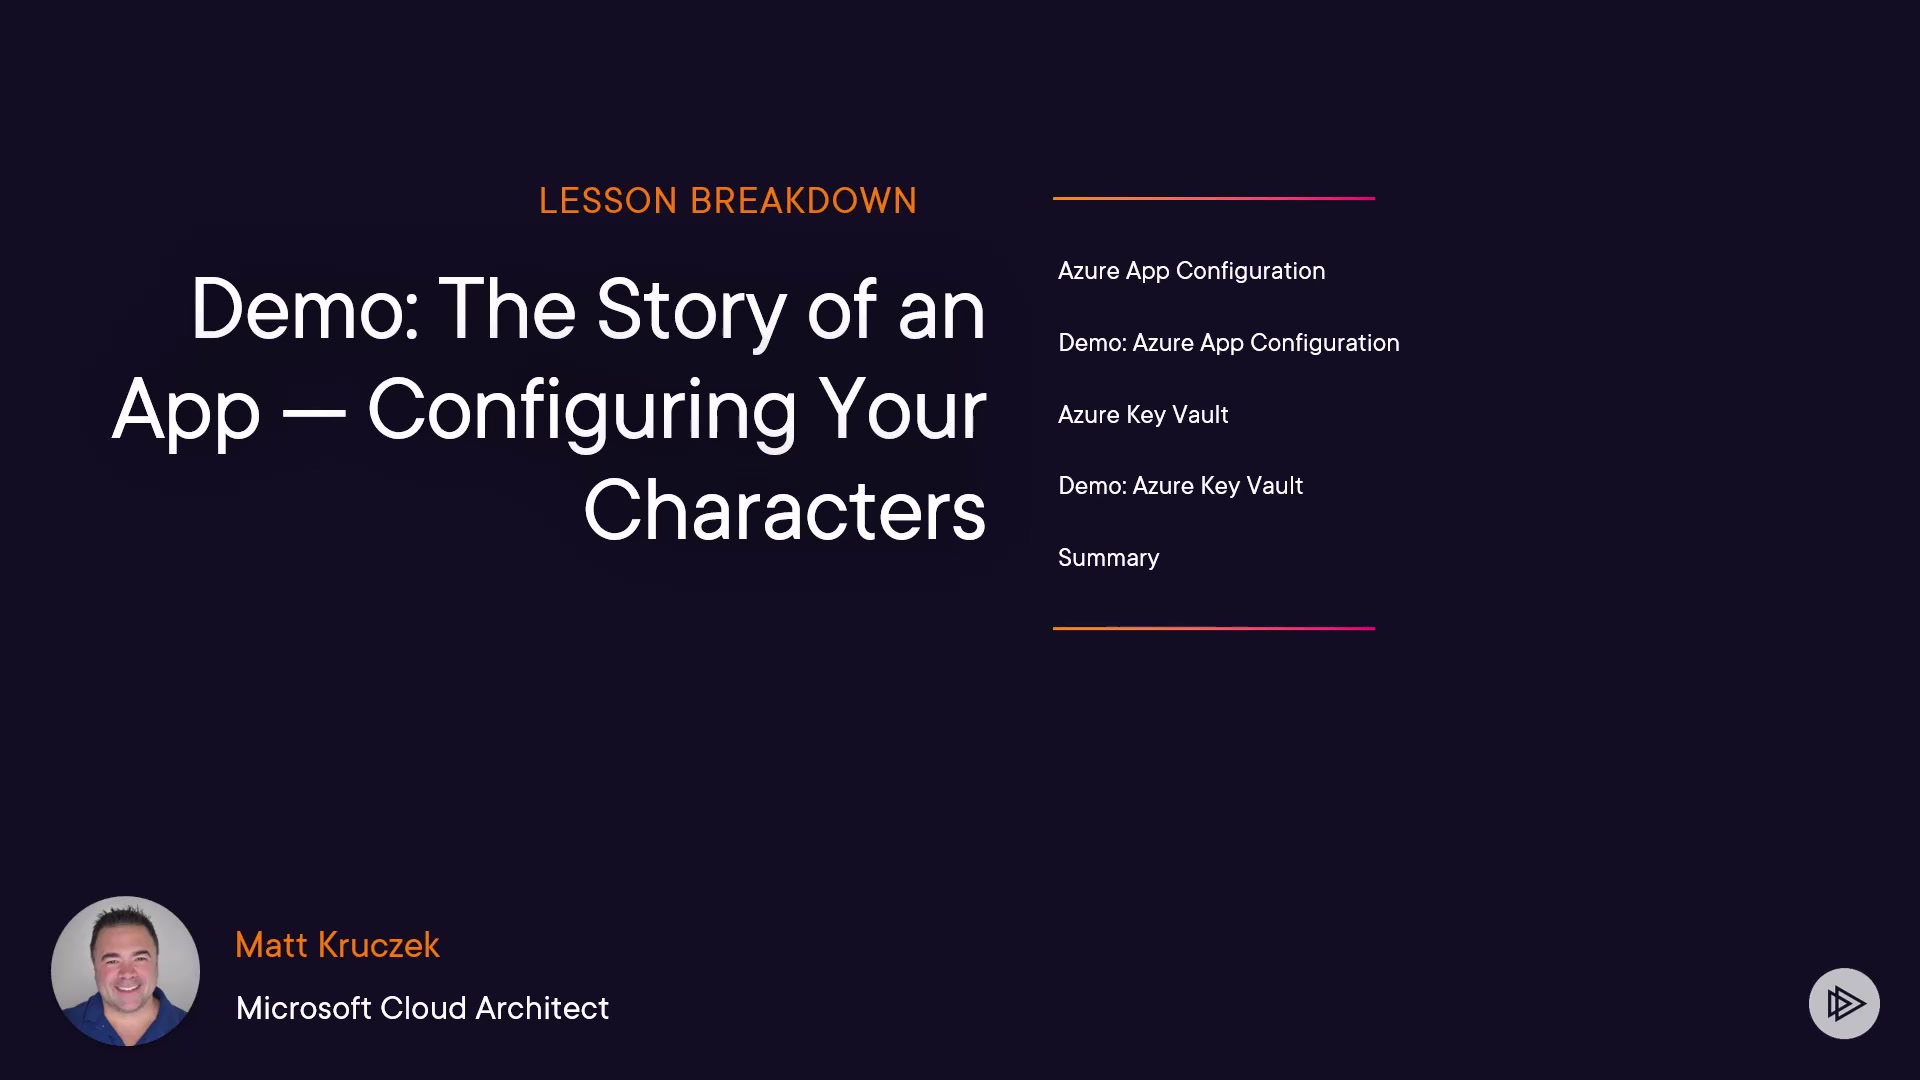 LESSON BREAKDOWN
Demo: The Story of an
App — Configuring Your
Characters
Azure App Configuration
Demo: Azure App Configuration
Azure Key Vault
Demo: Azure Key Vault
Summary
Matt Kruczek
Microsoft Cloud Architect